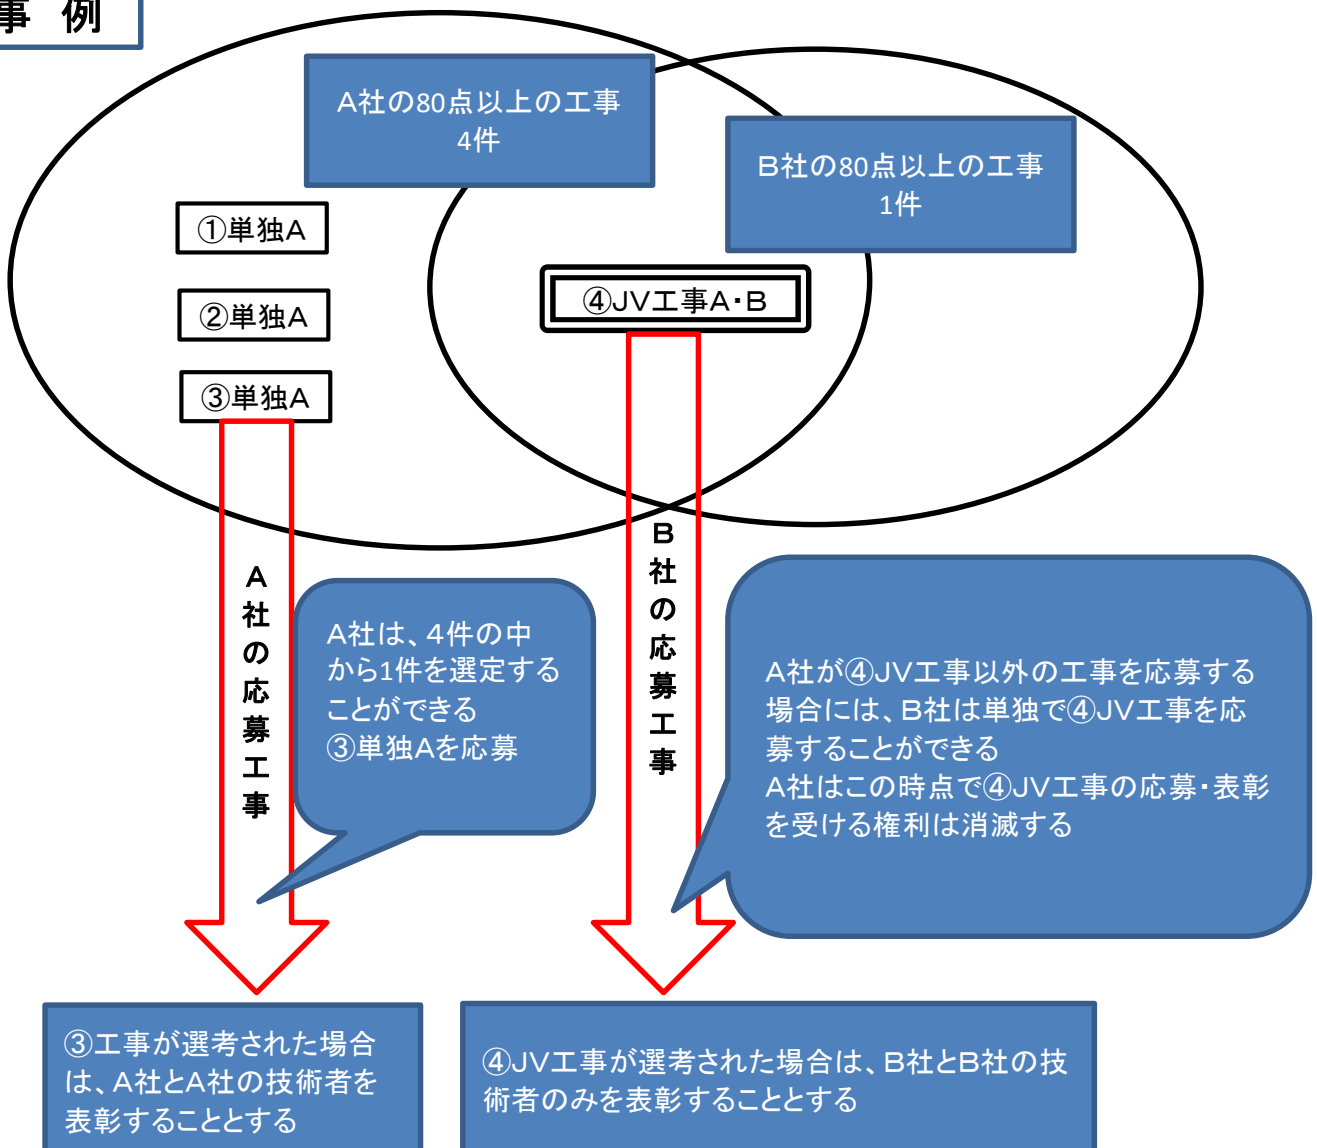 事 例
A社の80点以上の工事
4件
B社の80点以上の工事
1件
①単独A
②単独A
③単独A
④JV工事A・B
A社の応募工事
B社の応募工事
A社は、4件の中
から1件を選定する
ことができる
③単独Aを応募
A社が④JV工事以外の工事を応募する
場合には、B社は単独で④JV工事を応
募することができる
A社はこの時点で④JV工事の応募・表彰
を受ける権利は消滅する
③工事が選考された場合
は、A社とA社の技術者を
表彰することとする
④JV工事が選考された場合は、B社とB社の技
術者のみを表彰することとする